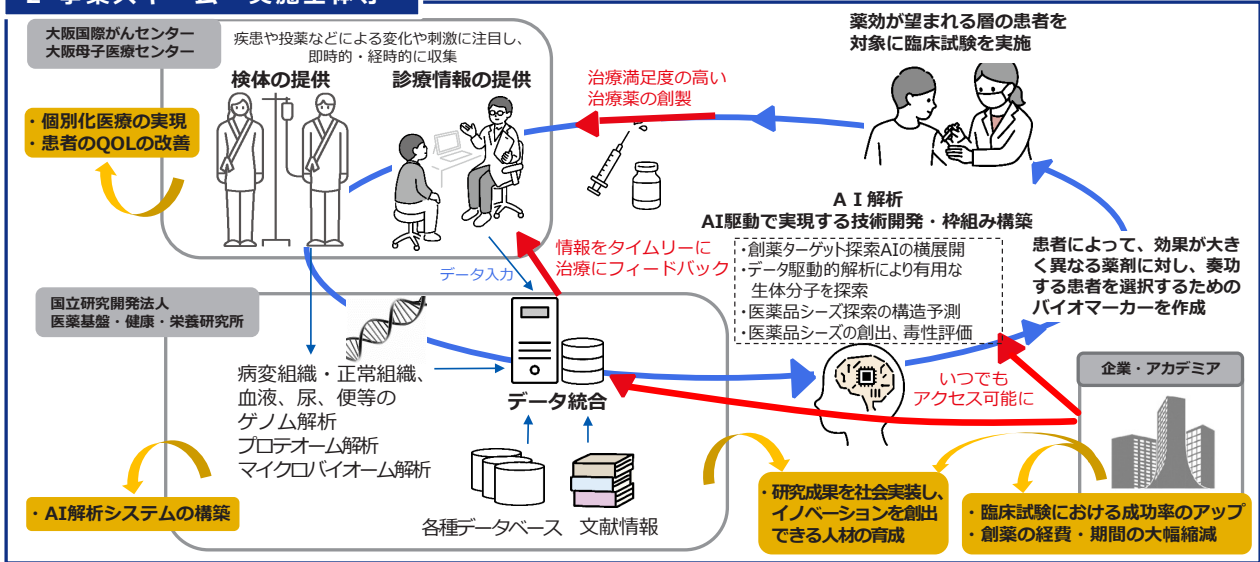 大阪国際がんセンター
大阪母子医療センター
疾患や投薬などによる変化や刺激に注目し、
即時的・経時的に収集
検体の提供
診療情報の提供
・個別化医療の実現
・患者のQOLの改善
治療満足度の高い
治療薬の創製
薬効が望まれる層の患者を
対象に臨床試験を実施
ＡＩ解析
AI駆動で実現する技術開発・枠組み構築
・創薬ターゲット探索AIの横展開
・データ駆動的解析により有用な
生体分子を探索
・医薬品シーズ探索の構造予測
・医薬品シーズの創出、毒性評価
患者によって、効果が大き
く異なる薬剤に対し、奏功
する患者を選択するための
バイオマーカーを作成
データ入力
情報をタイムリーに
治療にフィードバック
国立研究開発法人
医薬基盤・健康・栄養研究所
病変組織・正常組織、
血液、尿、便等の
ゲノム解析
プロテオーム解析
マイクロバイオーム解析
データ統合
各種データベース
文献情報
いつでも
アクセス可能に
企業・アカデミア
・AI解析システムの構築
・研究成果を社会実装し、
イノベーションを創出
できる人材の育成
・臨床試験における成功率のアップ
・創薬の経費・期間の大幅縮減